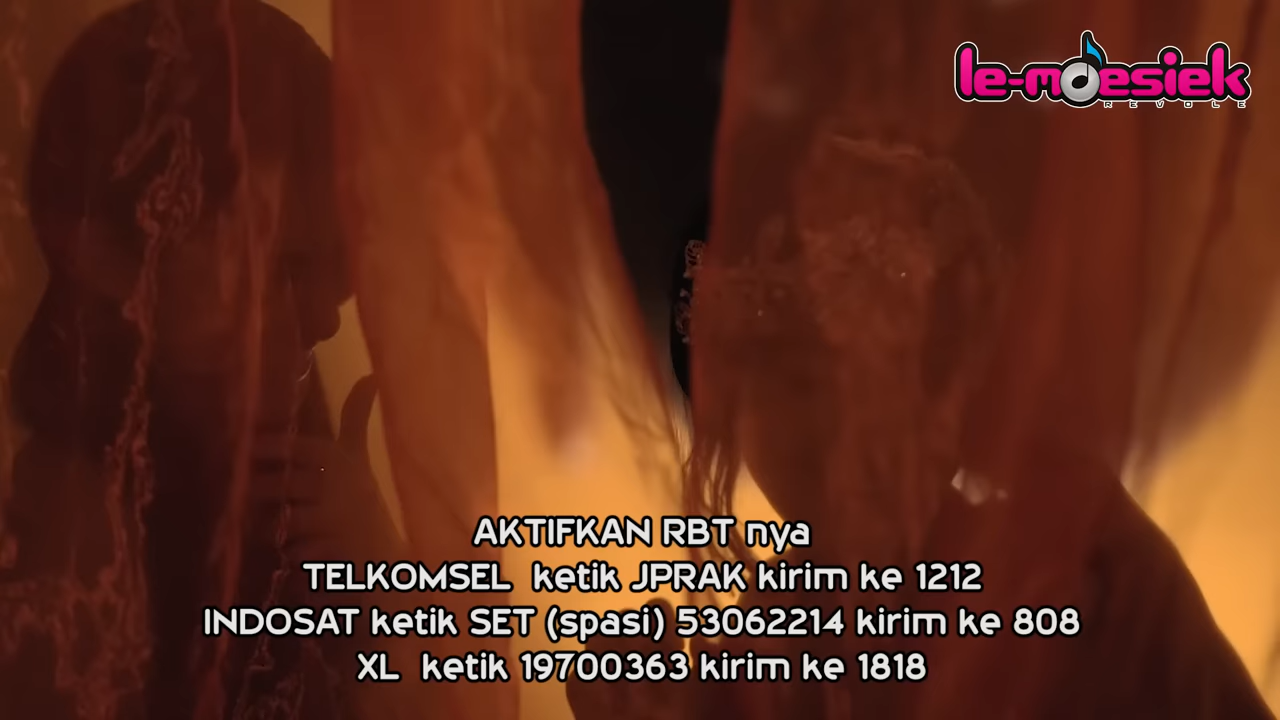 le-moesiek
REVOLE
AKTIFKAN RBT nya
TELKOMSEL ketik JPRAK kirim ke 1212
INDOSAT ketik SET (spasi) 53062214 kirim ke 808
XL ketik 19700363 kirim ke 1818